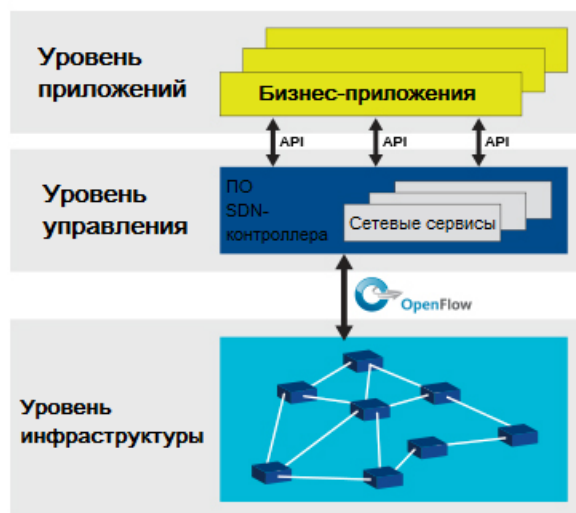 Уровень
приложений
Бизнес-приложения
API
API
API
Уровень
управления
ПО
SDN-
контроллера
Сетевые сервисы
OpenFlow
Уровень
инфраструктуры